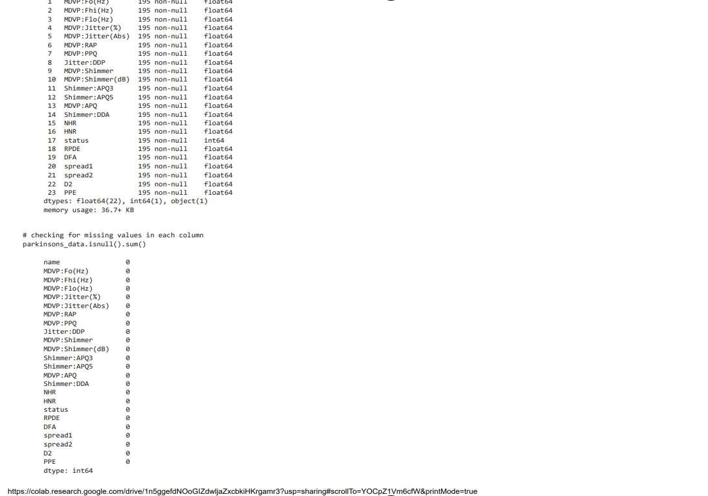 1 MDVP:Fo(Hz) 195 non-null float64
2 MDVP:Fhi(Hz) 195 non-null float64
3 MDVP:Flo(Hz) 195 non-null float64
4 MDVP:Jitter(%) 195 non-null float64
5 MDVP:Jitter(Abs) 195 non-null float64
6 MDVP:RAP 195 non-null float64
7 MDVP:PPQ 195 non-null float64
8 Jitter:DDP 195 non-null float64
9 MDVP:Shimmer 195 non-null float64
10 MDVP:Shimmer(dB) 195 non-null float64
11 Shimmer:APQ3 195 non-null float64
12 Shimmer:APQ5 195 non-null float64
13 MDVP:APQ 195 non-null float64
14 Shimmer:DDA 195 non-null float64
15 NHR 195 non-null float64
16 HNR 195 non-null float64
17 status 195 non-null int64
18 RPDE 195 non-null float64
19 DFA 195 non-null float64
20 spread1 195 non-null float64
21 spread2 195 non-null float64
22 D2 195 non-null float64
23 PPE 195 non-null float64
dtypes: float64(22), int64(1), object(1)
memory usage: 36.7+ KB
# checking for missing values in each column
parkinsons_data.isnull().sum()
name 0
MDVP:Fo(Hz) 0
MDVP:Fhi(Hz) 0
MDVP:Flo(Hz) 0
MDVP:Jitter(%) 0
MDVP:Jitter(Abs) 0
MDVP:RAP 0
MDVP:PPQ 0
Jitter:DDP 0
MDVP:Shimmer 0
MDVP:Shimmer(dB) 0
Shimmer:APQ3 0
Shimmer:APQ5 0
MDVP:APQ 0
Shimmer:DDA 0
NHR 0
HNR 0
status 0
RPDE 0
DFA 0
spread1 0
spread2 0
D2 0
PPE 0
dtype: int64
https://colab.research.google.com/drive/1n5ggefdNOoGIZdwljaZxcbkiHKrgamr3?usp=sharing#scrollTo=YOCpZ1Vm6cfW&printMode=true